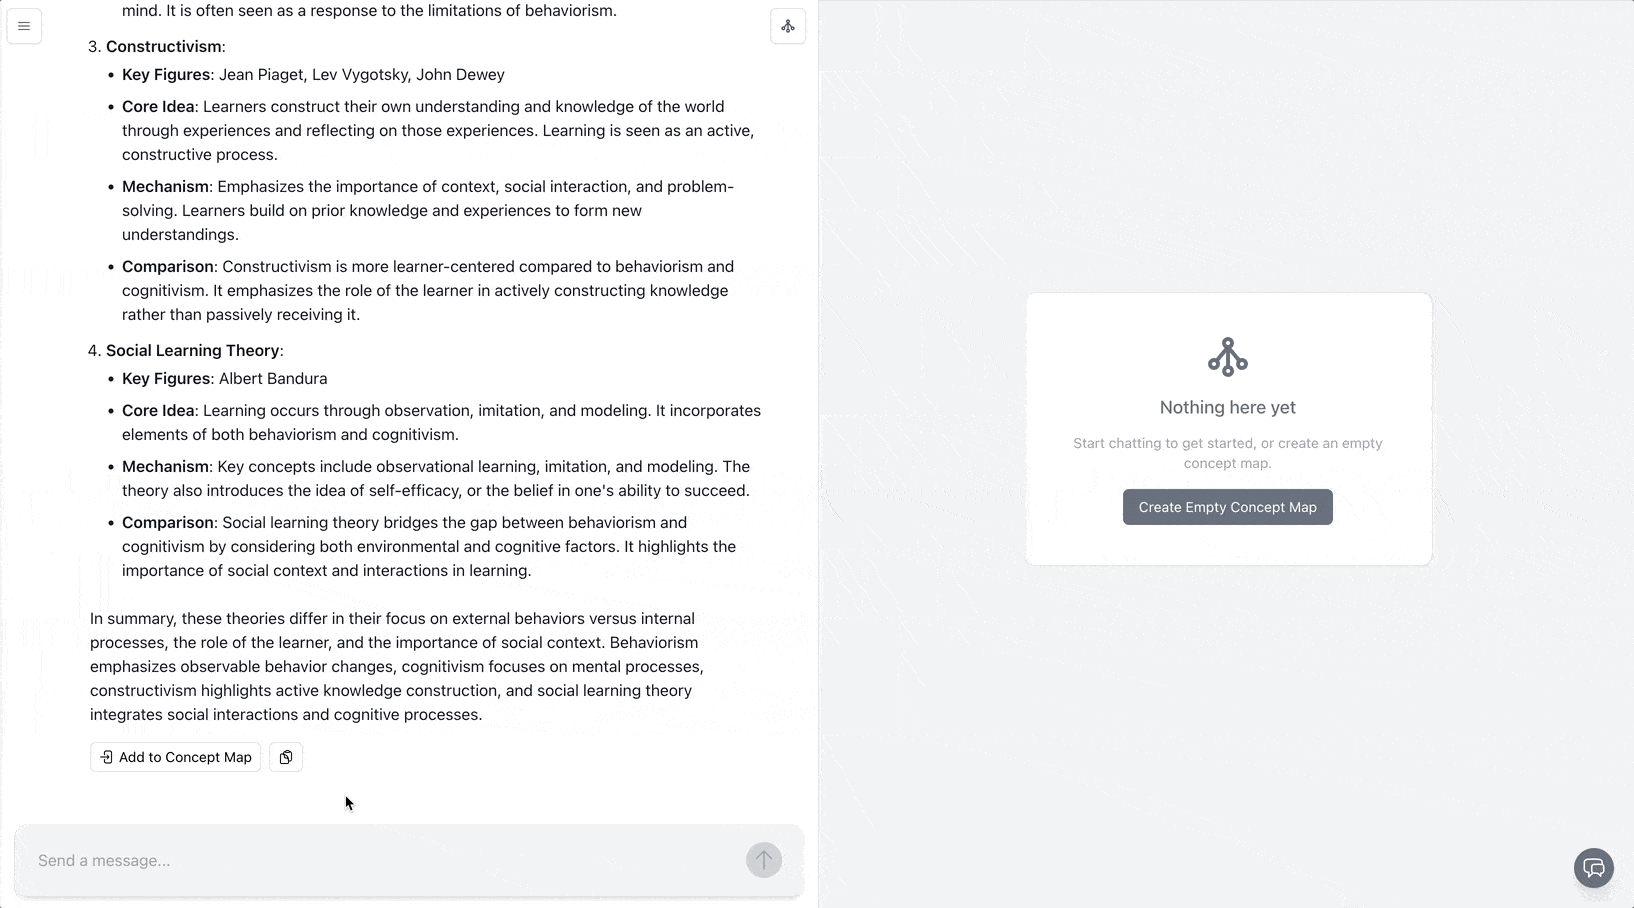 mind. It is often seen as a response to the limitations of behaviorism.
3. Constructivism:
• Key Figures: Jean Piaget, Lev Vygotsky, John Dewey
• Core Idea: Learners construct their own understanding and knowledge of the world
through experiences and reflecting on those experiences. Learning is seen as an active,
constructive process.
• Mechanism: Emphasizes the importance of context, social interaction, and problem-
solving. Learners build on prior knowledge and experiences to form new
understandings.
• Comparison: Constructivism is more learner-centered compared to behaviorism and
cognitivism. It emphasizes the role of the learner in actively constructing knowledge
rather than passively receiving it.
4. Social Learning Theory:
• Key Figures: Albert Bandura
• Core Idea: Learning occurs through observation, imitation, and modeling. It incorporates
elements of both behaviorism and cognitivism.
• Mechanism: Key concepts include observational learning, imitation, and modeling. The
theory also introduces the idea of self-efficacy, or the belief in one's ability to succeed.
• Comparison: Social learning theory bridges the gap between behaviorism and
cognitivism by considering both environmental and cognitive factors. It highlights the
importance of social context and interactions in learning.
In summary, these theories differ in their focus on external behaviors versus internal
processes, the role of the learner, and the importance of social context. Behaviorism
emphasizes observable behavior changes, cognitivism focuses on mental processes,
constructivism highlights active knowledge construction, and social learning theory
integrates social interactions and cognitive processes.
Add to Concept Map
Send a message...
Nothing here yet
Start chatting to get started, or create an empty
concept map.
Create Empty Concept Map